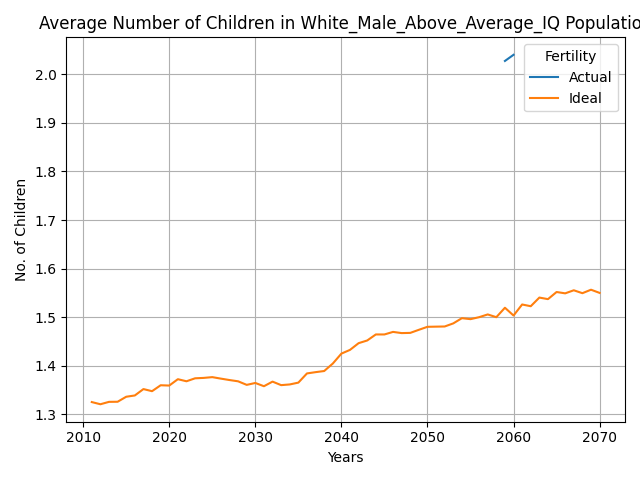 Average Number of Children in White_Male_Above_Average_IQ Populatio
Fertility
Actual
Ideal
2.0
1.9
1.8
1.7
1.6
1.5
1.4
1.3
No. of Children
2010 2020 2030 2040 2050 2060 2070
Years